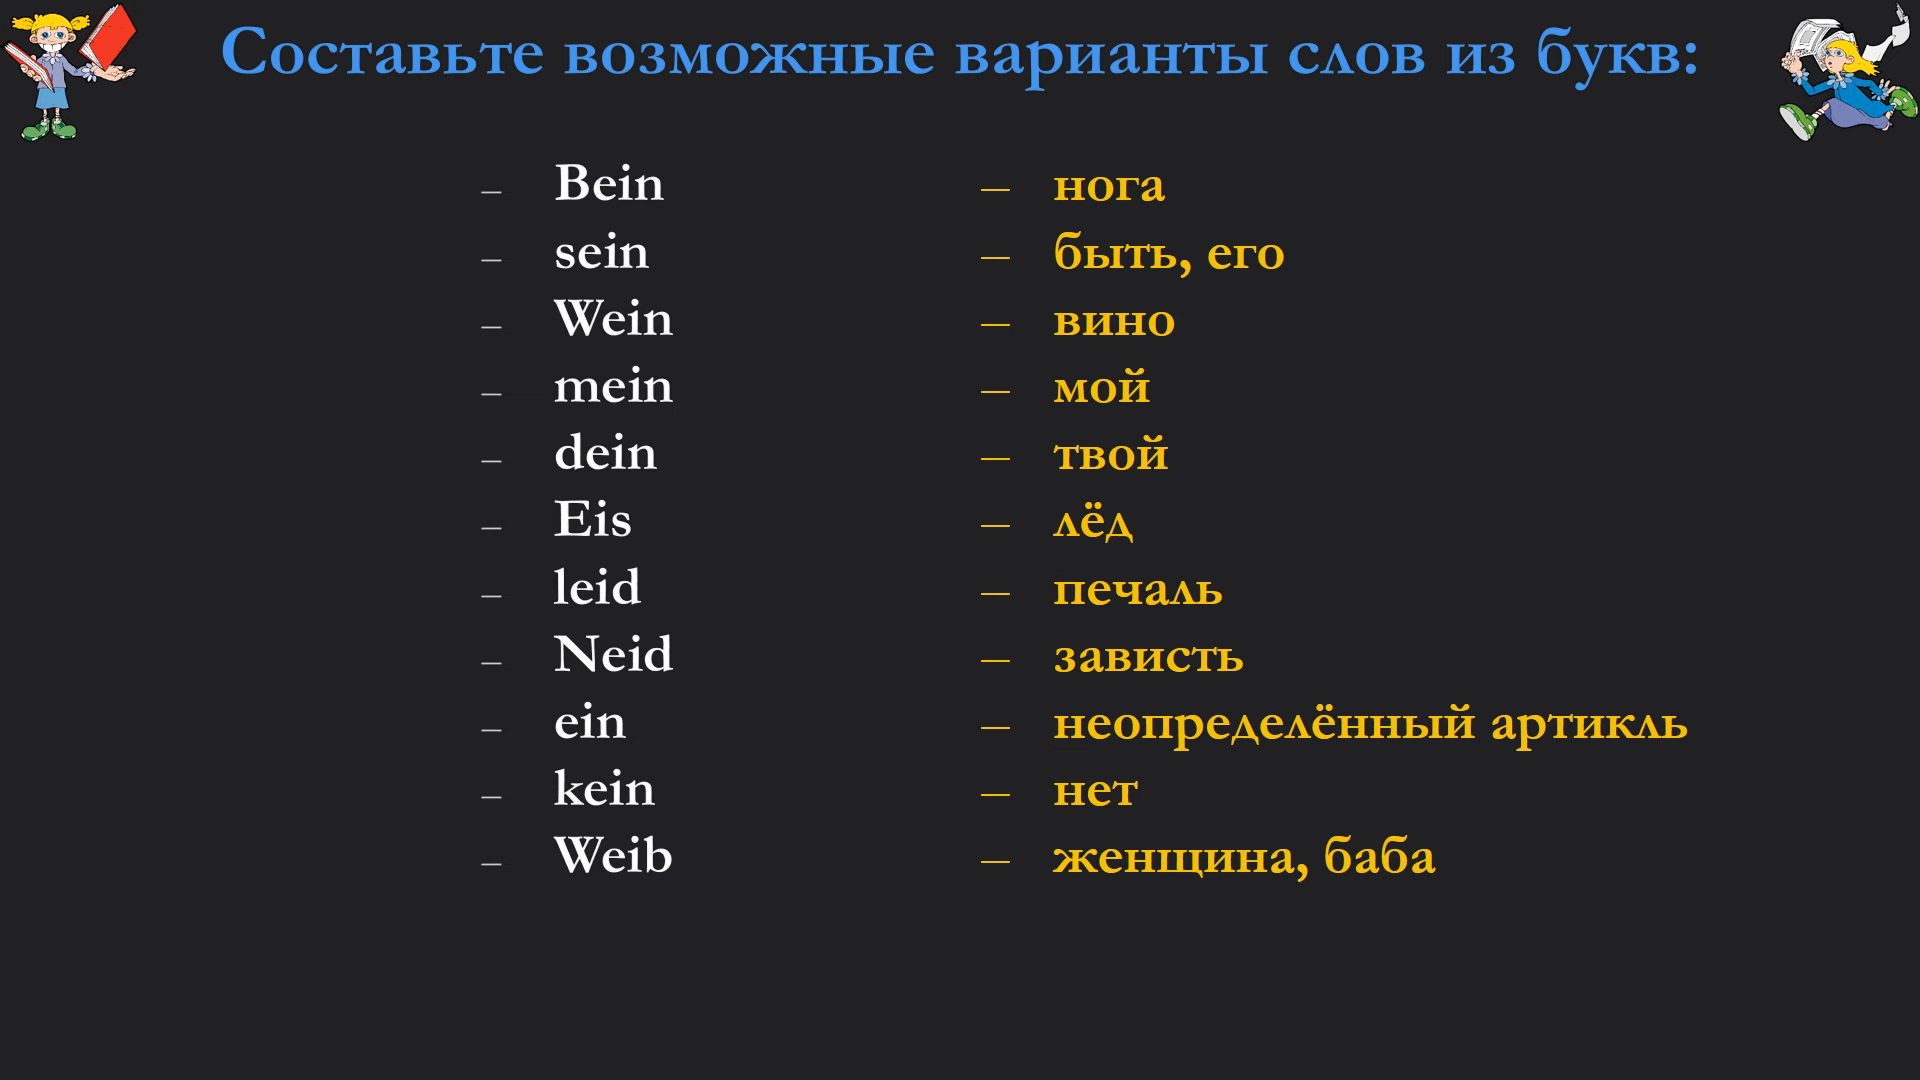 Составьте возможные варианты слов из букв:
– Bein – нога
– sein – быть, его
– Wein – вино
– mein – мой
– dein – твой
– Eis – лёд
– leid – печаль
– Neid – зависть
– ein – неопределённый артикль
– kein – нет
– Weib – женщина, баба